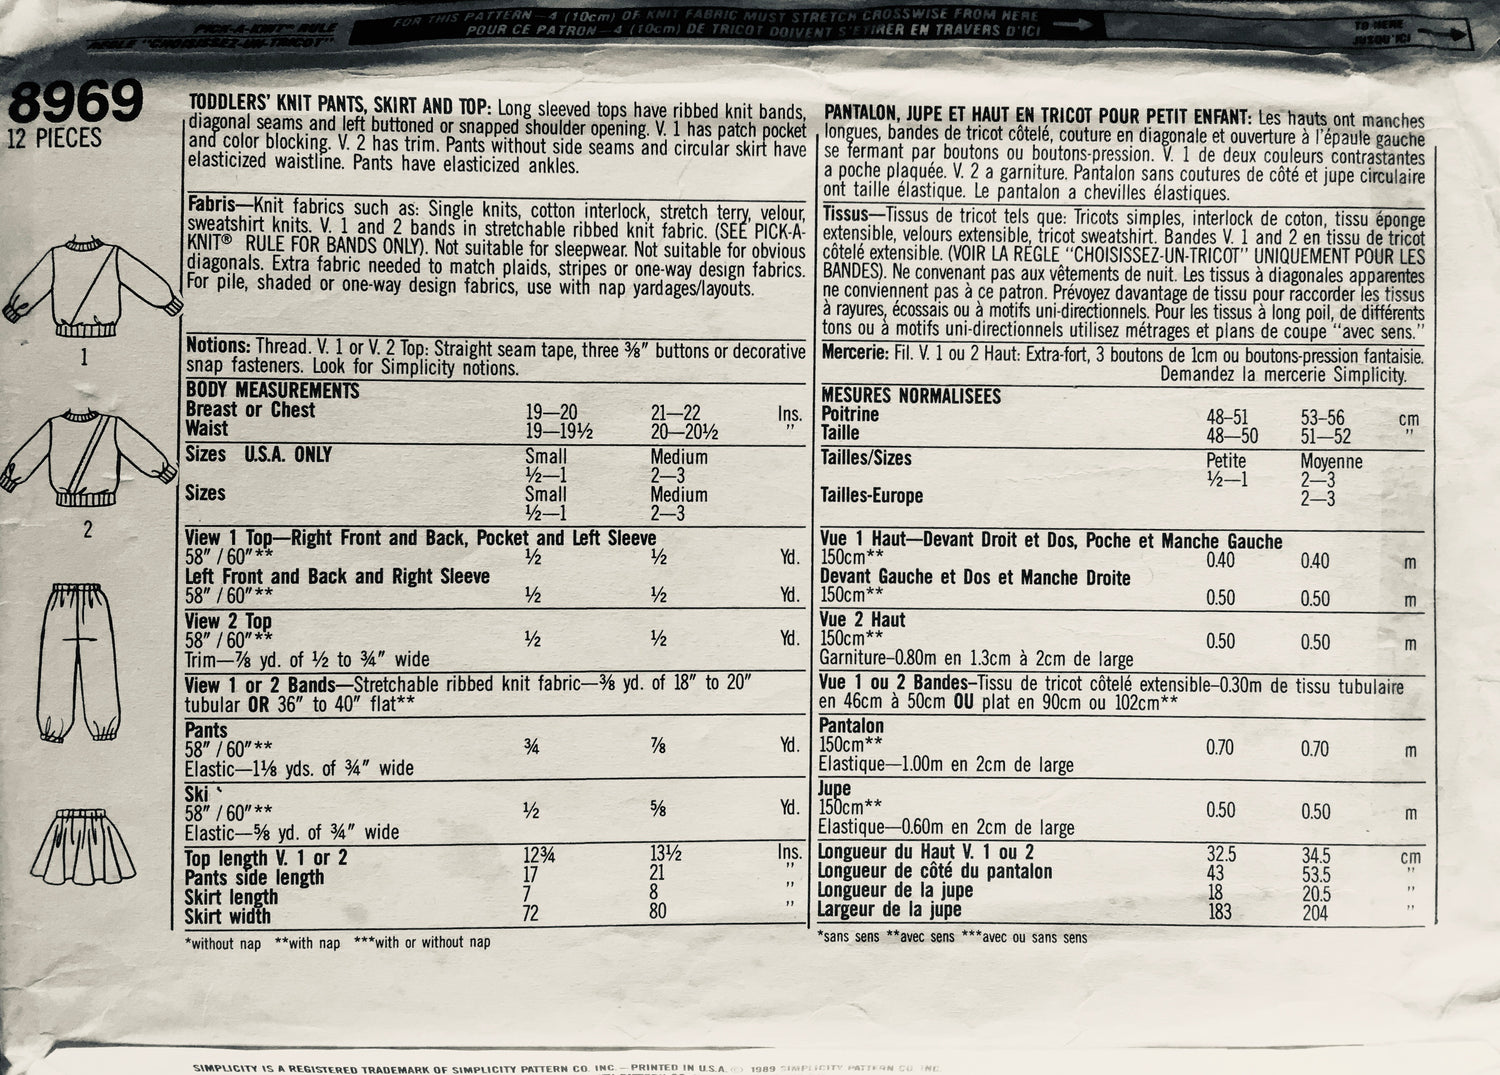 PICK-A-KNIT® RULE
RÈGLE "CHOISISSEZ-UN-TRICOT"
FOR THIS PATTERN—4 (10cm) OF KNIT FABRIC MUST STRETCH CROSSWISE FROM HERE
POUR CE PATRON—4 (10cm) DE TRICOT DOIVENT S'ETIRER EN TRAVERS D'ICI
TO HERE
JUSQU'ICI
8969
12 PIECES
1
2
TODDLERS' KNIT PANTS, SKIRT AND TOP: Long sleeved tops have ribbed knit bands,
diagonal seams and left buttoned or snapped shoulder opening. V. 1 has patch pocket
and color blocking. V. 2 has trim. Pants without side seams and circular skirt have
elasticized waistline. Pants have elasticized ankles.
Fabris—Knit fabrics such as: Single knits, cotton interlock, stretch terry, velour,
sweatshirt knits. V. 1 and 2 bands in stretchable ribbed knit fabric. (SEE PICK-A-
KNIT® RULE FOR BANDS ONLY). Not suitable for sleepwear. Not suitable for obvious
diagonals. Extra fabric needed to match plaids, stripes or one-way design fabrics.
For pile, shaded or one-way design fabrics, use with nap yardages/layouts.
Notions: Thread. V. 1 or V. 2 Top: Straight seam tape, three ⅜" buttons or decorative
snap fasteners. Look for Simplicity notions.
BODY MEASUREMENTS
Breast or Chest 19—20 21—22 Ins.
Waist 19—19½ 20—20½ "
Sizes U.S.A. ONLY Small Medium
½—1 2—3
Sizes Small Medium
½—1 2—3
View 1 Top—Right Front and Back, Pocket and Left Sleeve
58" / 60"** ½ ½ Yd.
Left Front and Back and Right Sleeve
58" / 60"** ½ ½ Yd.
View 2 Top
58" / 60"** ½ ½ Yd.
Trim—⅞ yd. of ½ to ¾" wide
View 1 or 2 Bands—Stretchable ribbed knit fabric—⅜ yd. of 18" to 20"
tubular OR 36" to 40" flat**
Pants
58" / 60"** ¾ ⅞ Yd.
Elastic—1⅛ yds. of ¾" wide
Ski
58" / 60"** ½ ⅝ Yd.
Elastic—⅝ yd. of ¾" wide
Top length V. 1 or 2 12¾ 13½ Ins.
Pants side length 17 21 "
Skirt length 7 8 "
Skirt width 72 80 "
*without nap **with nap ***with or without nap
PANTALON, JUPE ET HAUT EN TRICOT POUR PETIT ENFANT: Les hauts ont manches
longues, bandes de tricot côtelé, couture en diagonale et ouverture à l'épaule gauche
se fermant par boutons ou boutons-pression. V. 1 de deux couleurs contrastantes
a poche plaquée. V. 2 a garniture. Pantalon sans coutures de côté et jupe circulaire
ont taille élastique. Le pantalon a chevilles élastiques.
Tissus—Tissus de tricot tels que: Tricots simples, interlock de coton, tissu éponge
extensible, velours extensible, tricot sweatshirt. Bandes V. 1 and 2 en tissu de tricot
côtelé extensible. (VOIR LA REGLE "CHOISISSEZ-UN-TRICOT" UNIQUEMENT POUR LES
BANDES). Ne convenant pas aux vêtements de nuit. Les tissus à diagonales apparentes
ne conviennent pas à ce patron. Prévoyez davantage de tissu pour raccorder les tissus
à rayures, écossais ou à motifs uni-directionnels. Pour les tissus à long poil, de différents
tons ou à motifs uni-directionnels utilisez métrages et plans de coupe "avec sens."
Mercerie: Fil. V. 1 ou 2 Haut: Extra-fort, 3 boutons de 1cm ou boutons-pression fantaisie.
Demandez la mercerie Simplicity.
MESURES NORMALISEES
Poitrine 48–51 53–56 cm
Taille 48—50 51—52 "
Tailles/Sizes Petite Moyenne
½—1 2—3
Tailles-Europe 2—3
Vue 1 Haut—Devant Droit et Dos, Poche et Manche Gauche
150cm** 0.40 0.40 m
Devant Gauche et Dos et Manche Droite
150cm** 0.50 0.50 m
Vue 2 Haut
150cm** 0.50 0.50 m
Garniture–0.80m en 1.3cm à 2cm de large
Vue 1 ou 2 Bandes–Tissu de tricot côtelé extensible–0.30m de tissu tubulaire
en 46cm à 50cm OU plat en 90cm ou 102cm**
Pantalon
150cm** 0.70 0.70 m
Elastique—1.00m en 2cm de large
Jupe
150cm** 0.50 0.50 m
Elastique—0.60m en 2cm de large
Longueur du Haut V. 1 ou 2 32.5 34.5 cm
Longueur de côté du pantalon 43 53.5 "
Longueur de la jupe 18 20.5 "
Largeur de la jupe 183 204 "
*sans sens **avec sens ***avec ou sans sens
SIMPLICITY IS A REGISTERED TRADEMARK OF SIMPLICITY PATTERN CO. INC.—PRINTED IN U.S.A. © 1989 SIMPLICITY PATTERN CO. INC.